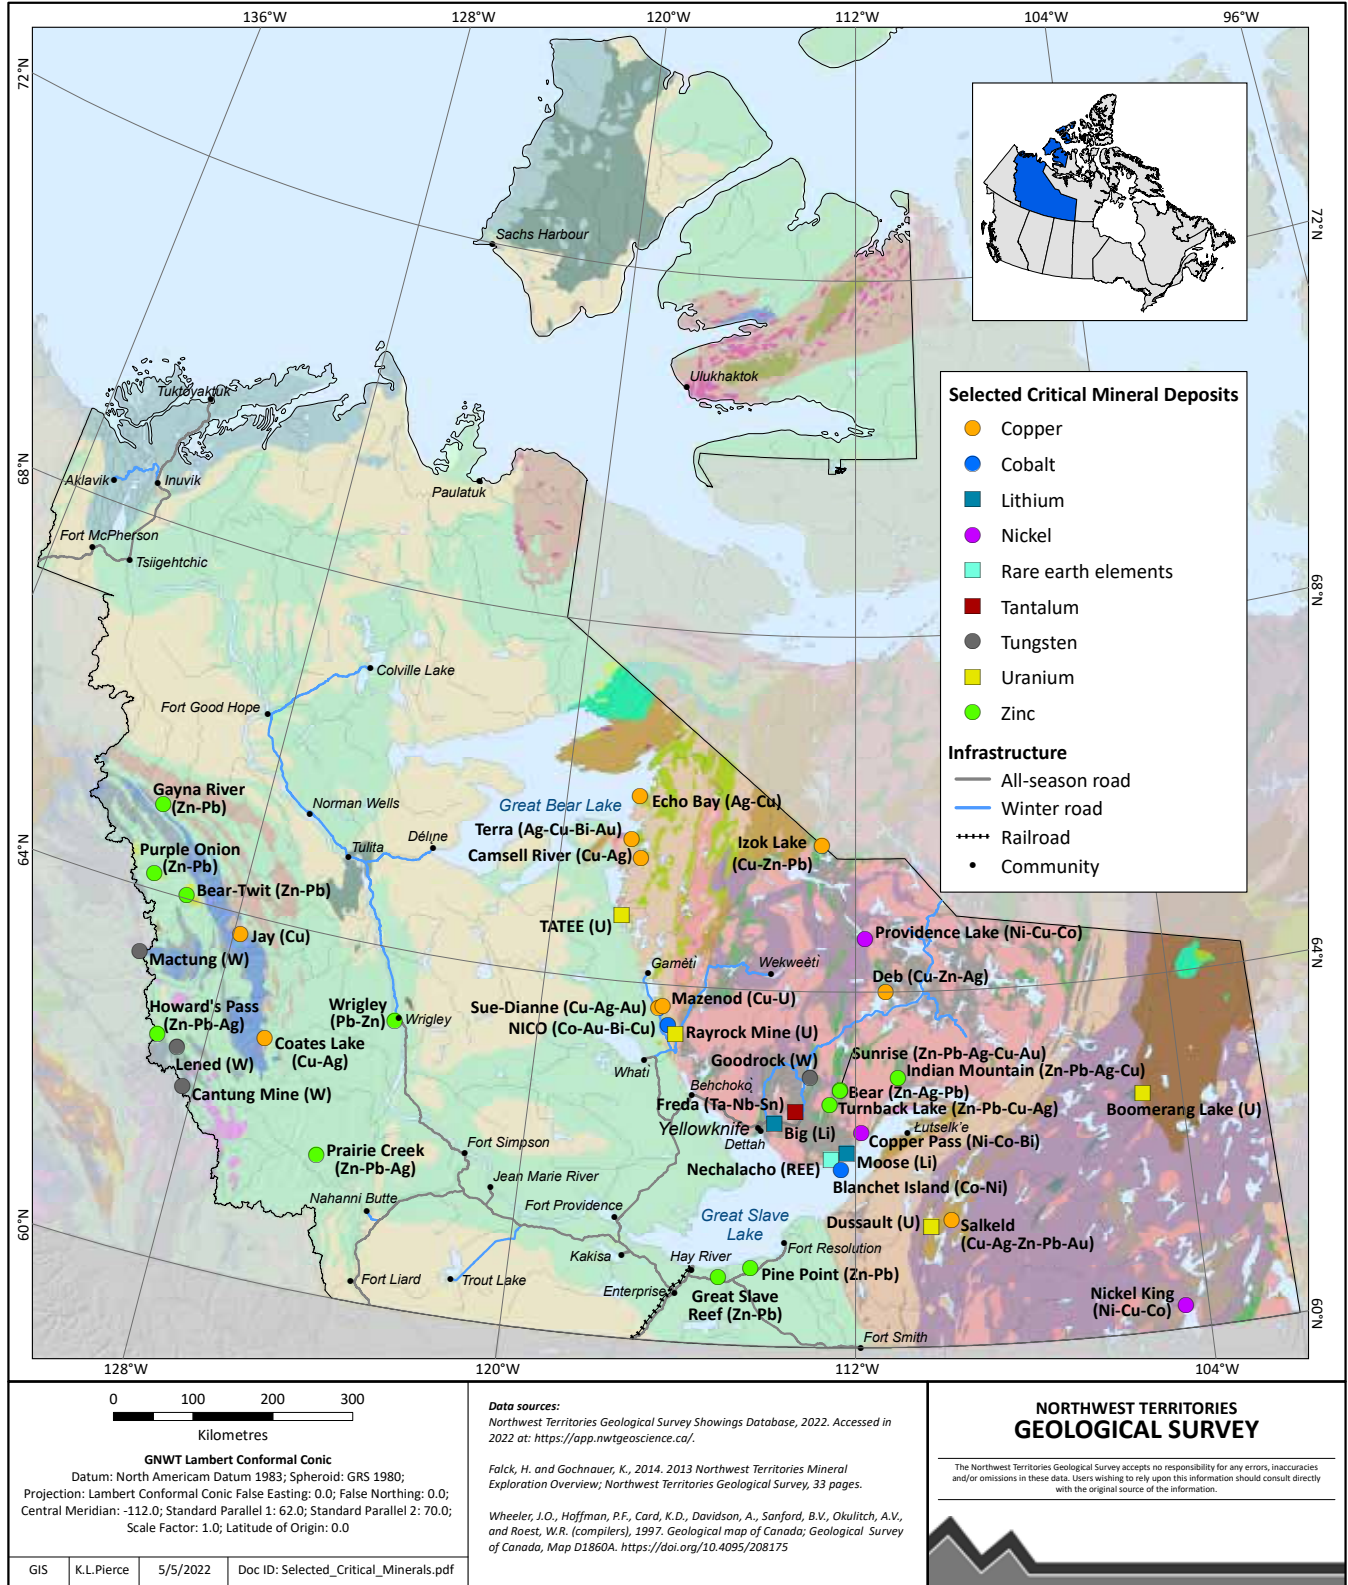 136°W
128°W
120°W
112°W
104°W
96°W
72°N
72°N
Sachs Harbour
Ulukhaktok
Tuktoyaktuk
68°N
Aklavik
Inuvik
Paulatuk
Fort McPherson
Tsiigehtchic
68°N
Selected Critical Mineral Deposits
Copper
Cobalt
Lithium
Nickel
Rare earth elements
Tantalum
Tungsten
Uranium
Zinc
Infrastructure
All-season road
Winter road
Railroad
Community
Colville Lake
Fort Good Hope
Norman Wells
Tulita
Délıne
Great Bear Lake
Gayna River
(Zn-Pb)
Purple Onion
(Zn-Pb)
Bear-Twit (Zn-Pb)
Jay (Cu)
Mactung (W)
Howard's Pass
(Zn-Pb-Ag)
Lened (W)
Cantung Mine (W)
Coates Lake
(Cu-Ag)
Wrigley
(Pb-Zn)
Wrigley
Prairie Creek
(Zn-Pb-Ag)
Echo Bay (Ag-Cu)
Terra (Ag-Cu-Bi-Au)
Camsell River (Cu-Ag)
Izok Lake
(Cu-Zn-Pb)
TATEE (U)
64°N
64°N
Providence Lake (Ni-Cu-Co)
Gamètì
Wekweètì
Deb (Cu-Zn-Ag)
Sue-Dianne (Cu-Ag-Au)
Mazenod (Cu-U)
NICO (Co-Au-Bi-Cu)
Rayrock Mine (U)
Whatì
Goodrock (W)
Sunrise (Zn-Pb-Ag-Cu-Au)
Indian Mountain (Zn-Pb-Ag-Cu)
Behchokǫ̀
Bear (Zn-Ag-Pb)
Freda (Ta-Nb-Sn)
Turnback Lake (Zn-Pb-Cu-Ag)
Boomerang Lake (U)
Yellowknife
Dettah
Big (Li)
Łutselk'e
Copper Pass (Ni-Co-Bi)
Nechalacho (REE)
Moose (Li)
Blanchet Island (Co-Ni)
Fort Simpson
Jean Marie River
Nahanni Butte
Fort Providence
Great Slave
Lake
Dussault (U)
Salkeld
(Cu-Ag-Zn-Pb-Au)
Kakisa
Hay River
Fort Resolution
Pine Point (Zn-Pb)
Fort Liard
Trout Lake
Enterprise
Great Slave
Reef (Zn-Pb)
Nickel King
(Ni-Cu-Co)
Fort Smith
60°N
60°N
128°W
120°W
112°W
104°W
0 100 200 300
Kilometres
GNWT Lambert Conformal Conic
Datum: North Americam Datum 1983; Spheroid: GRS 1980;
Projection: Lambert Conformal Conic False Easting: 0.0; False Northing: 0.0;
Central Meridian: -112.0; Standard Parallel 1: 62.0; Standard Parallel 2: 70.0;
Scale Factor: 1.0; Latitude of Origin: 0.0
GIS K.L.Pierce 5/5/2022 Doc ID: Selected_Critical_Minerals.pdf
Data sources:
Northwest Territories Geological Survey Showings Database, 2022. Accessed in
2022 at: https://app.nwtgeoscience.ca/.
Falck, H. and Gochnauer, K., 2014. 2013 Northwest Territories Mineral
Exploration Overview; Northwest Territories Geological Survey, 33 pages.
Wheeler, J.O., Hoffman, P.F., Card, K.D., Davidson, A., Sanford, B.V., Okulitch, A.V.,
and Roest, W.R. (compilers), 1997. Geological map of Canada; Geological Survey
of Canada, Map D1860A. https://doi.org/10.4095/208175
NORTHWEST TERRITORIES
GEOLOGICAL SURVEY
The Northwest Territories Geological Survey accepts no responsibility for any errors, inaccuracies
and/or omissions in these data. Users wishing to rely upon this information should consult directly
with the original source of the information.